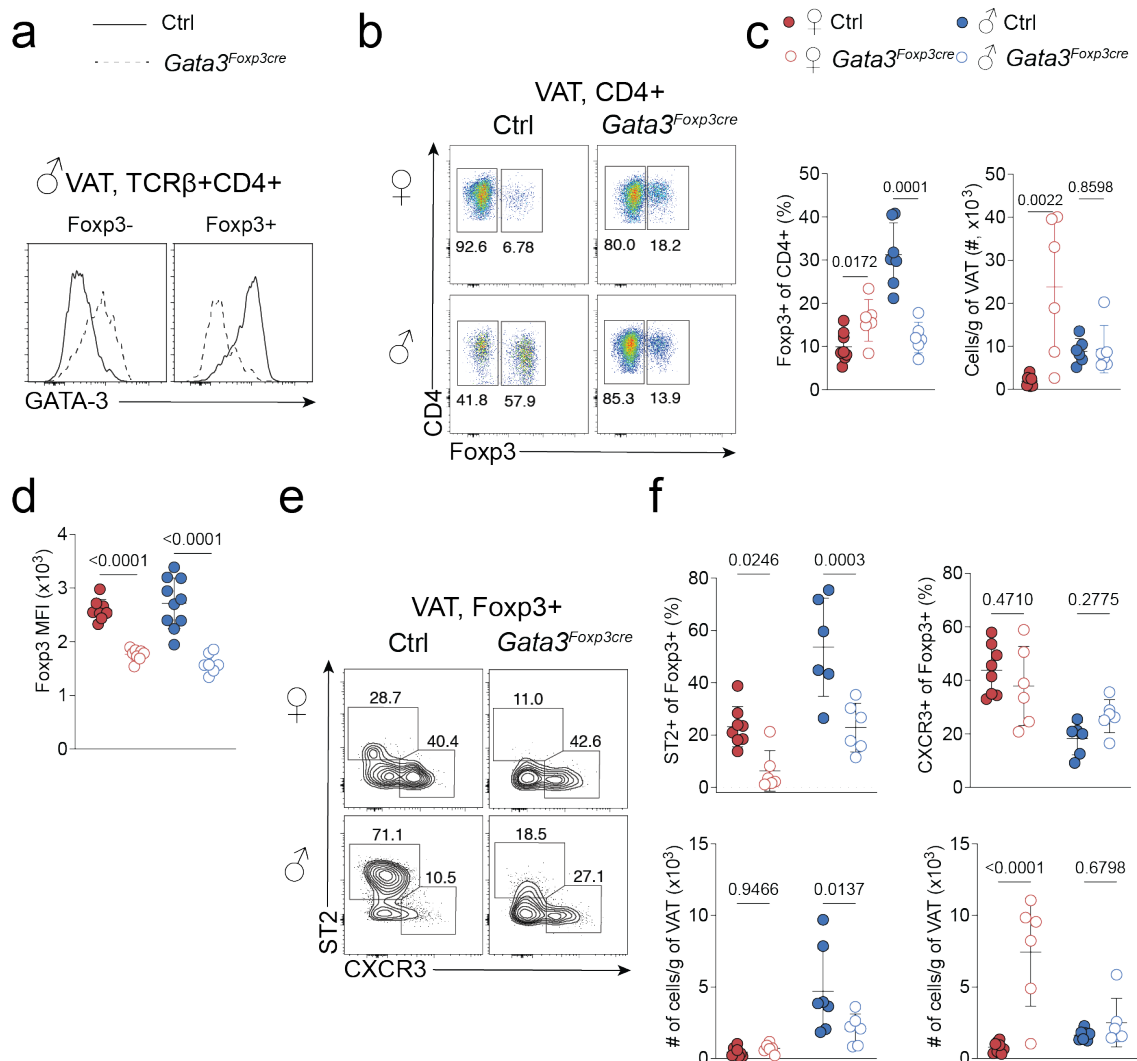 a
Ctrl
Gata3Foxp3cre
♂VAT, TCRβ+CD4+
Foxp3-
Foxp3+
GATA-3
b
VAT, CD4+
Ctrl
Gata3Foxp3cre
♀
92.6
6.78
80.0
18.2
♂
41.8
57.9
85.3
13.9
CD4
Foxp3
c
♀ Ctrl
♂ Ctrl
♀ Gata3Foxp3cre
♂ Gata3Foxp3cre
Foxp3+ of CD4+ (%)
50
40
30
20
10
0
0.0172
0.0001
Cells/g of VAT (#, x10³)
50
40
30
20
10
0
0.0022
0.8598
d
Foxp3 MFI (x10³)
4
3
2
1
0
<0.0001
<0.0001
e
VAT, Foxp3+
Ctrl
Gata3Foxp3cre
♀
28.7
40.4
11.0
42.6
♂
71.1
10.5
18.5
27.1
ST2
CXCR3
f
ST2+ of Foxp3+ (%)
80
60
40
20
0
0.0246
0.0003
CXCR3+ of Foxp3+ (%)
80
60
40
20
0
0.4710
0.2775
# of cells/g of VAT (x10³)
15
10
5
0
0.9466
0.0137
# of cells/g of VAT (x10³)
15
10
5
0
<0.0001
0.6798